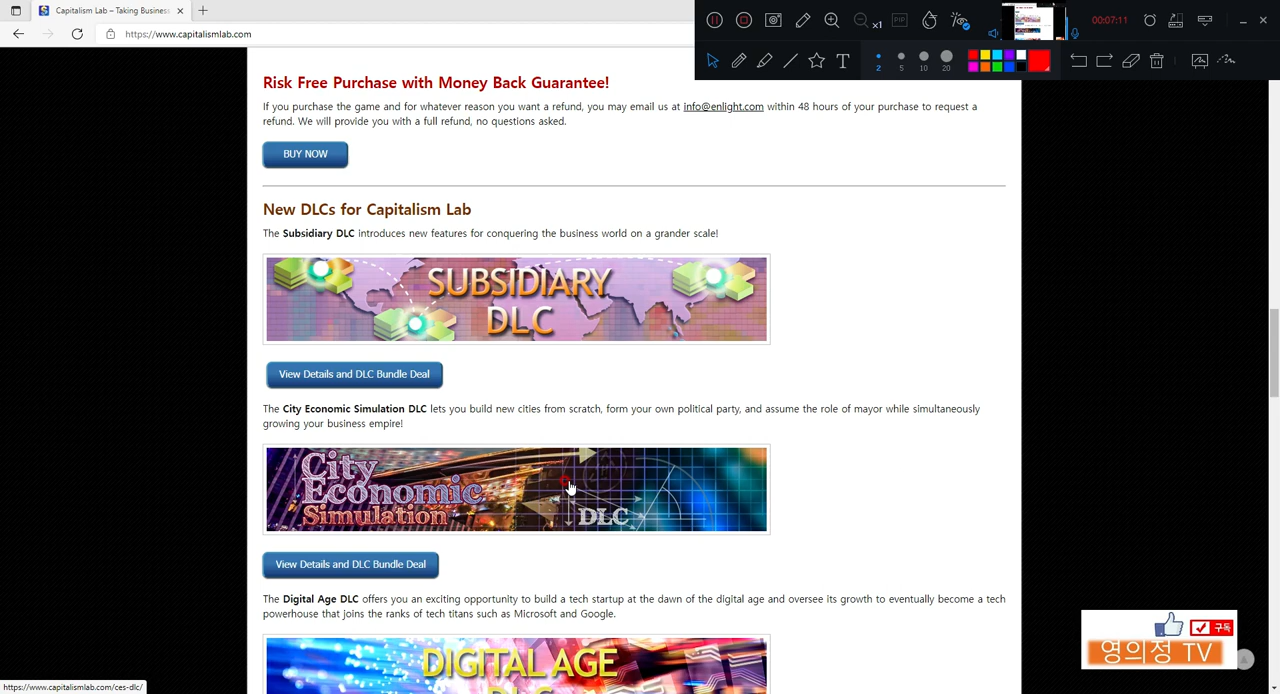 Capitalism Lab – Taking Busines
https://www.capitalismlab.com
x1
PIP
00:07:11
T
2
5
10
20
Risk Free Purchase with Money Back Guarantee!
If you purchase the game and for whatever reason you want a refund, you may email us at info@enlight.com within 48 hours of your purchase to request a
refund. We will provide you with a full refund, no questions asked.
BUY NOW
New DLCs for Capitalism Lab
The Subsidiary DLC introduces new features for conquering the business world on a grander scale!
SUBSIDIARY
DLC
View Details and DLC Bundle Deal
The City Economic Simulation DLC lets you build new cities from scratch, form your own political party, and assume the role of mayor while simultaneously
growing your business empire!
City
Economic
Simulation
DLC
View Details and DLC Bundle Deal
The Digital Age DLC offers you an exciting opportunity to build a tech startup at the dawn of the digital age and oversee its growth to eventually become a tech
powerhouse that joins the ranks of tech titans such as Microsoft and Google.
DIGITAL AGE
구독
영의정 TV
https://www.capitalismlab.com/ces-dlc/